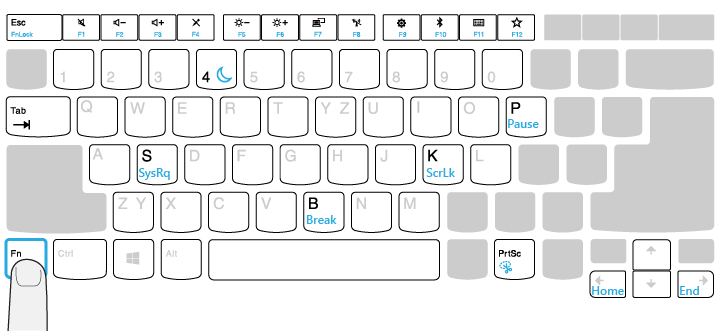 Esc
FnLock F1 F2 F3 F4 F5 F6 F7 F8 F9 F10 F11 F12
1 2 3 4 5 6 7 8 9 0
Tab Q W E R T Y Z U I O P
Pause
A S D F G H J K L
SysRq ScrLk
Z Y X C V B N M
Break
Fn Ctrl Alt PrtSc
Home End